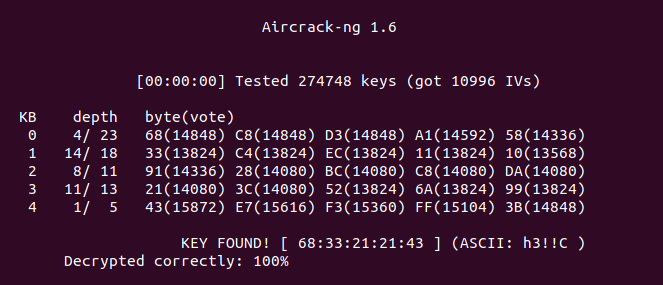 Aircrack-ng 1.6
[00:00:00] Tested 274748 keys (got 10996 IVs)
KB    depth   byte(vote)
0    4/ 23   68(14848) C8(14848) D3(14848) A1(14592) 58(14336)
1   14/ 18   33(13824) C4(13824) EC(13824) 11(13824) 10(13568)
2    8/ 11   91(14336) 28(14080) BC(14080) C8(14080) DA(14080)
3   11/ 13   21(14080) 3C(14080) 52(13824) 6A(13824) 99(13824)
4    1/  5   43(15872) E7(15616) F3(15360) FF(15104) 3B(14848)
KEY FOUND! [ 68:33:21:21:43 ] (ASCII: h3!!C )
Decrypted correctly: 100%